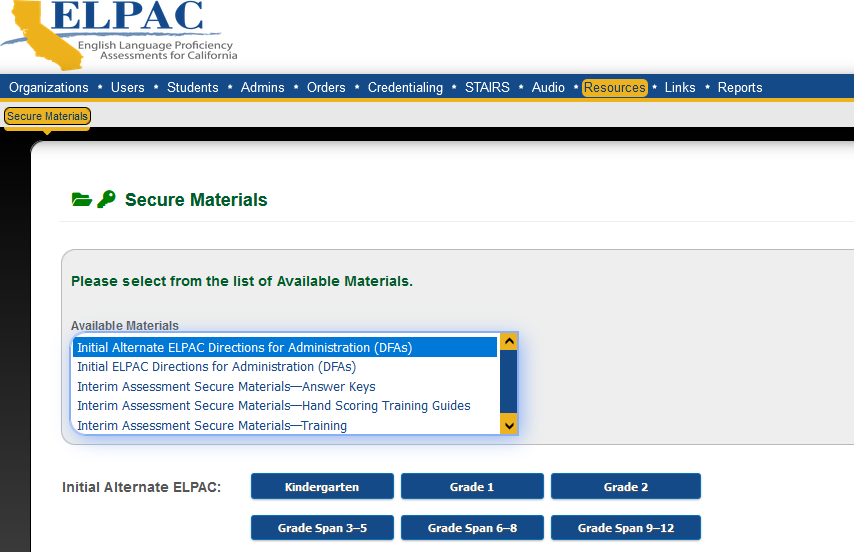 ELPAC
English Language Proficiency
Assessments for California
Organizations • Users • Students • Admins • Orders • Credentialing • STAIRS • Audio • Resources • Links • Reports
Secure Materials
Secure Materials
Please select from the list of Available Materials.
Available Materials
Initial Alternate ELPAC Directions for Administration (DFAs)
Initial ELPAC Directions for Administration (DFAs)
Interim Assessment Secure Materials—Answer Keys
Interim Assessment Secure Materials—Hand Scoring Training Guides
Interim Assessment Secure Materials—Training
Initial Alternate ELPAC: Kindergarten Grade 1 Grade 2
Grade Span 3–5 Grade Span 6–8 Grade Span 9–12